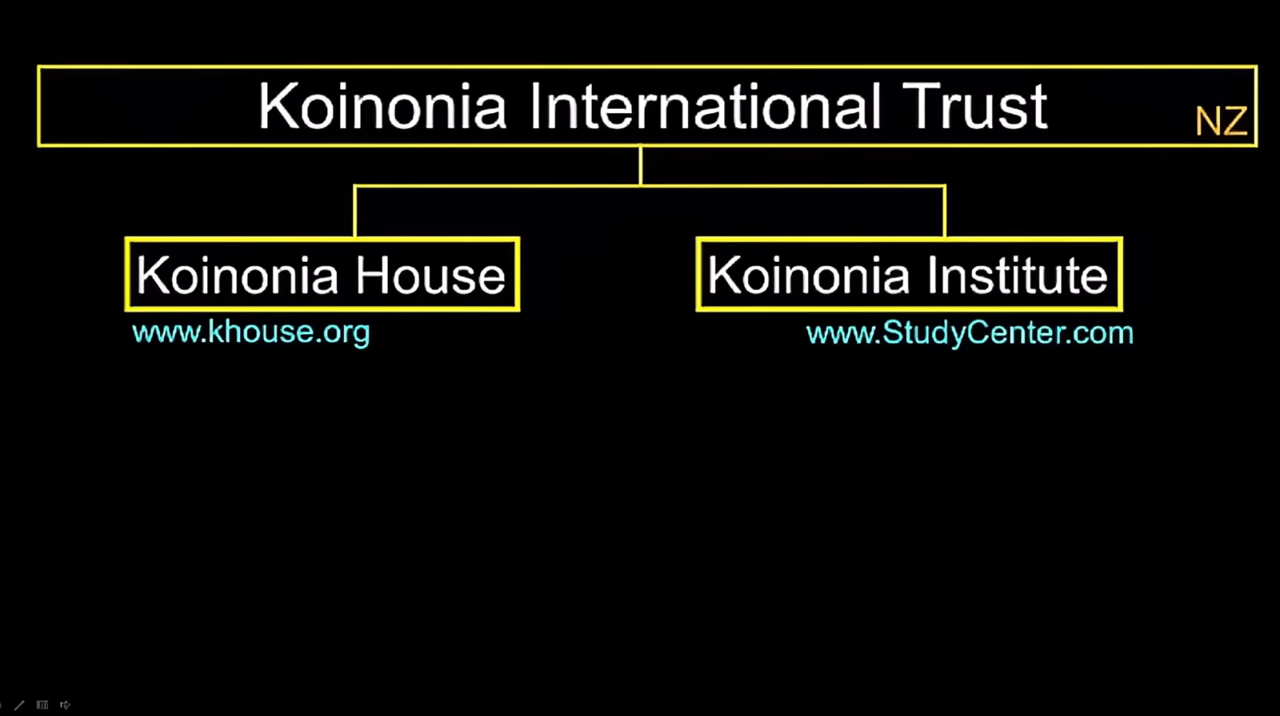 Koinonia International Trust
NZ
Koinonia House
Koinonia Institute
www.khouse.org
www.StudyCenter.com